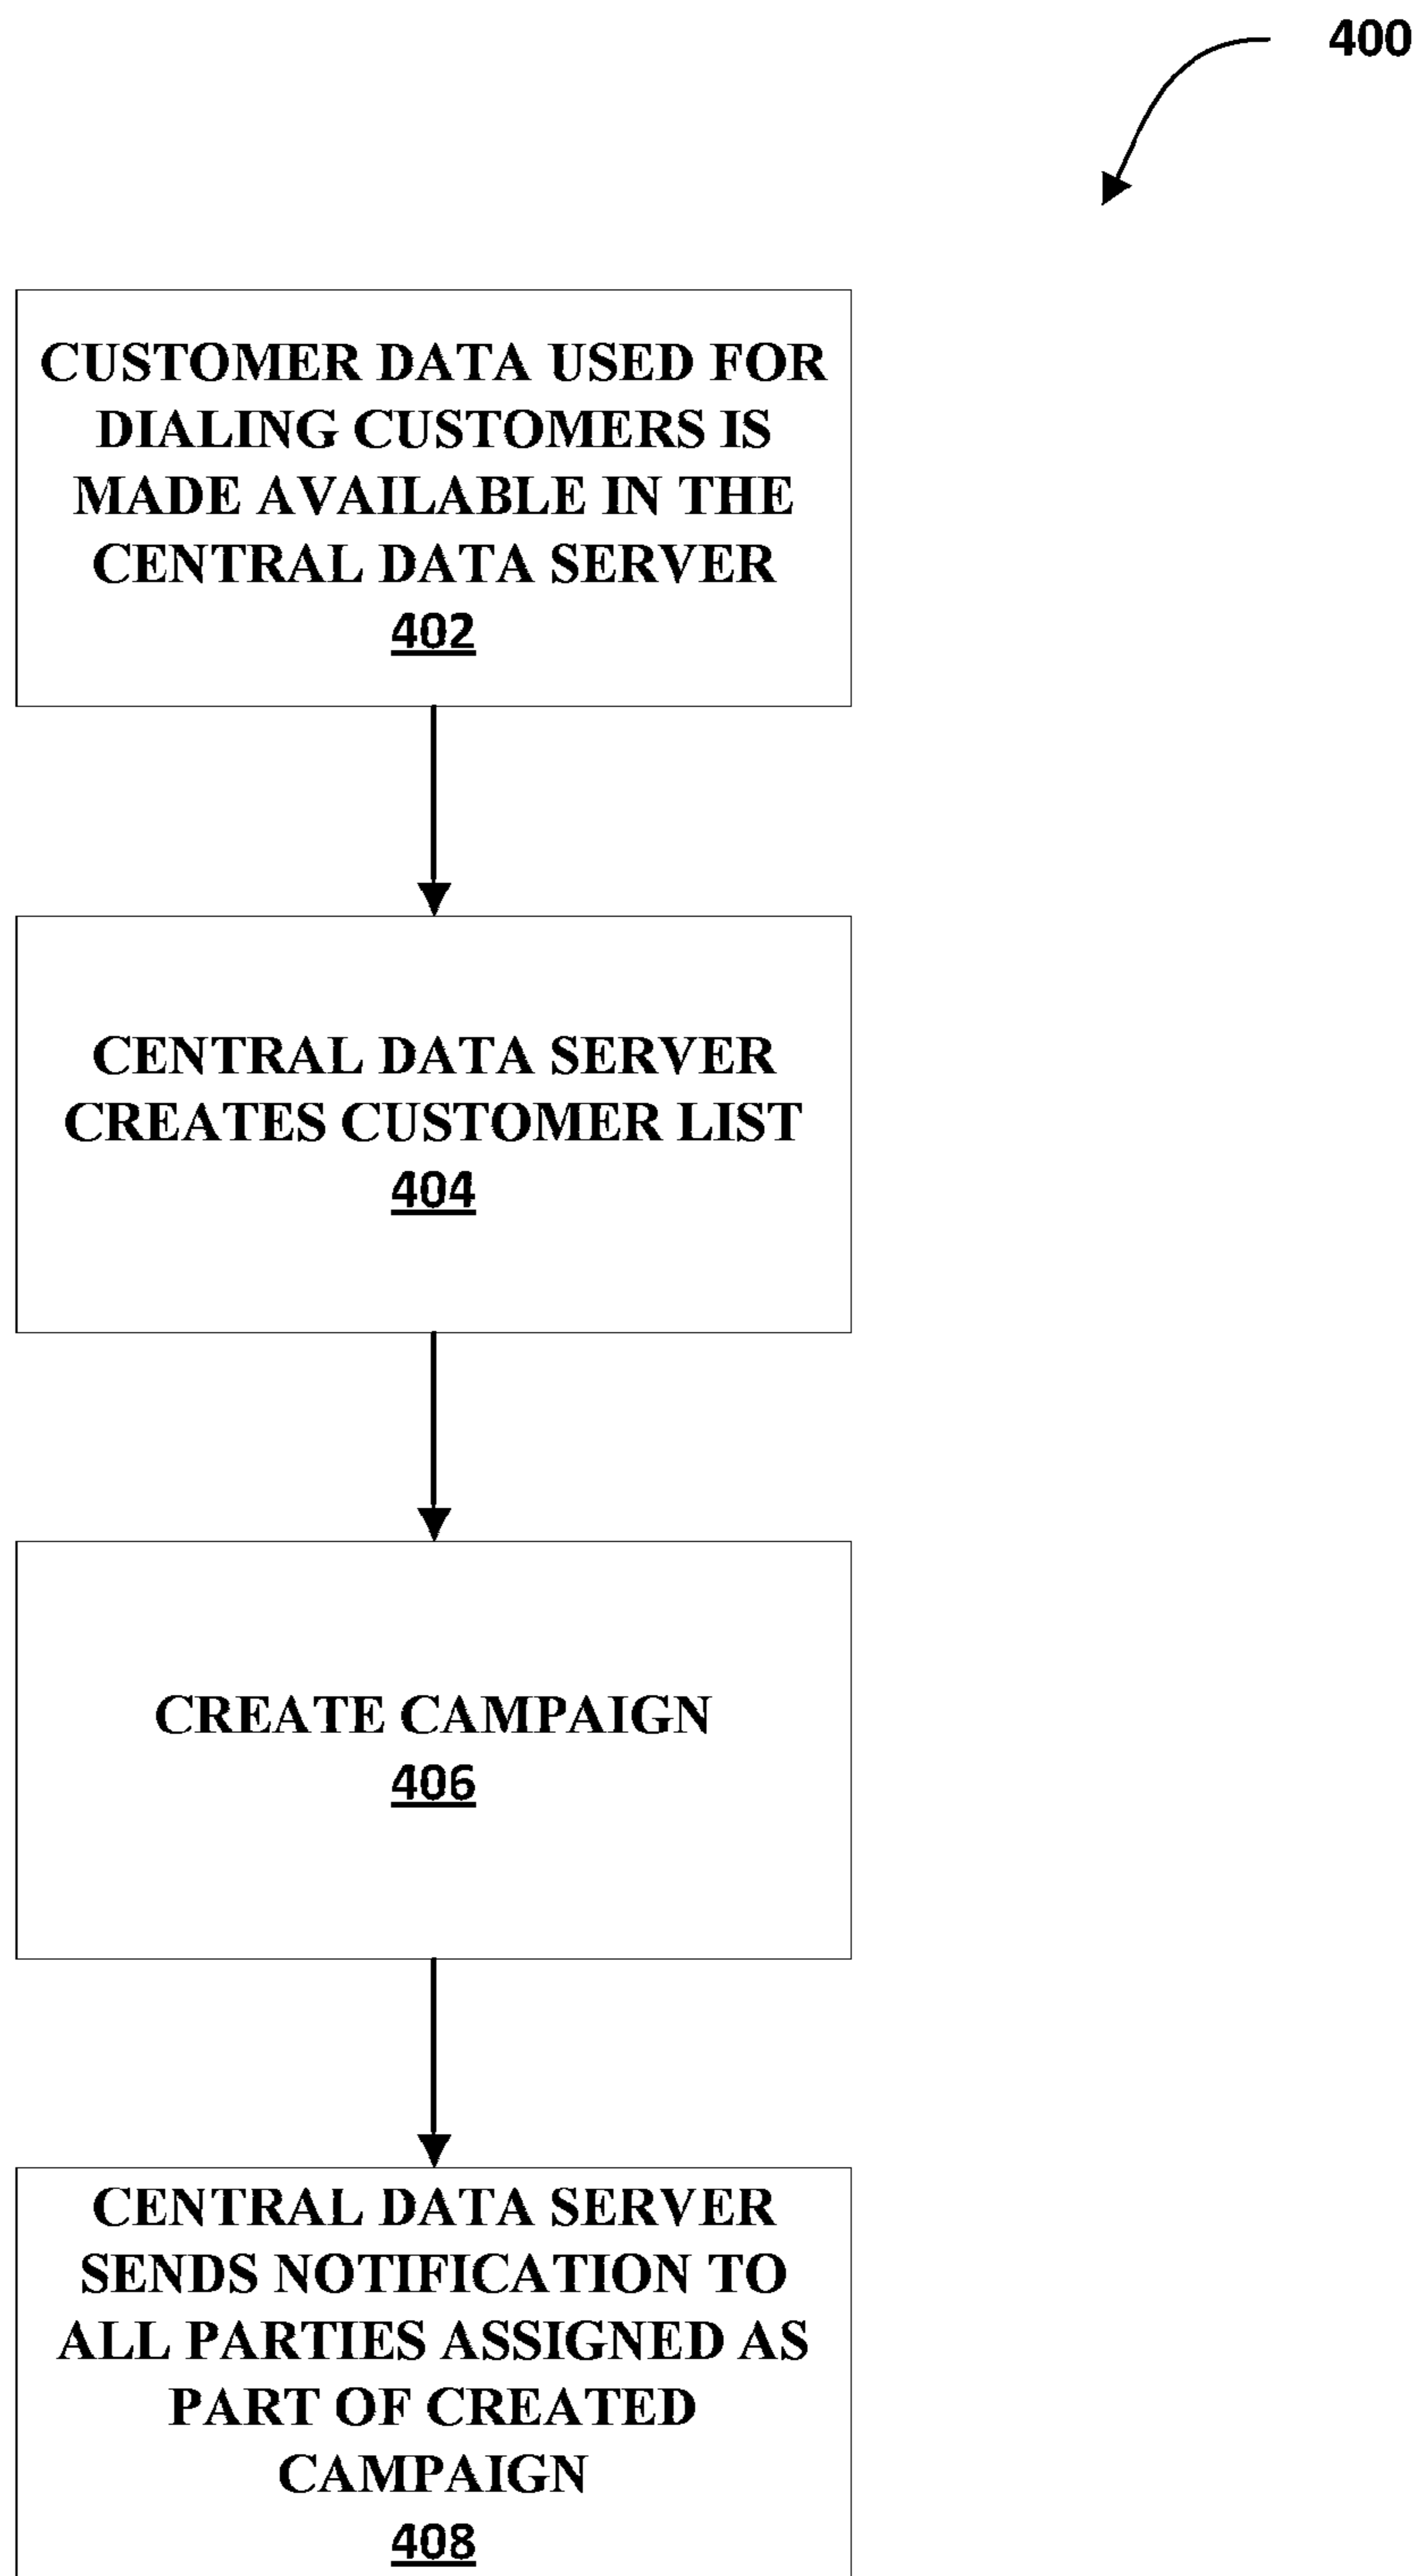 400
CUSTOMER DATA USED FOR
DIALING CUSTOMERS IS
MADE AVAILABLE IN THE
CENTRAL DATA SERVER
402
CENTRAL DATA SERVER
CREATES CUSTOMER LIST
404
CREATE CAMPAIGN
406
CENTRAL DATA SERVER
SENDS NOTIFICATION TO
ALL PARTIES ASSIGNED AS
PART OF CREATED
CAMPAIGN
408